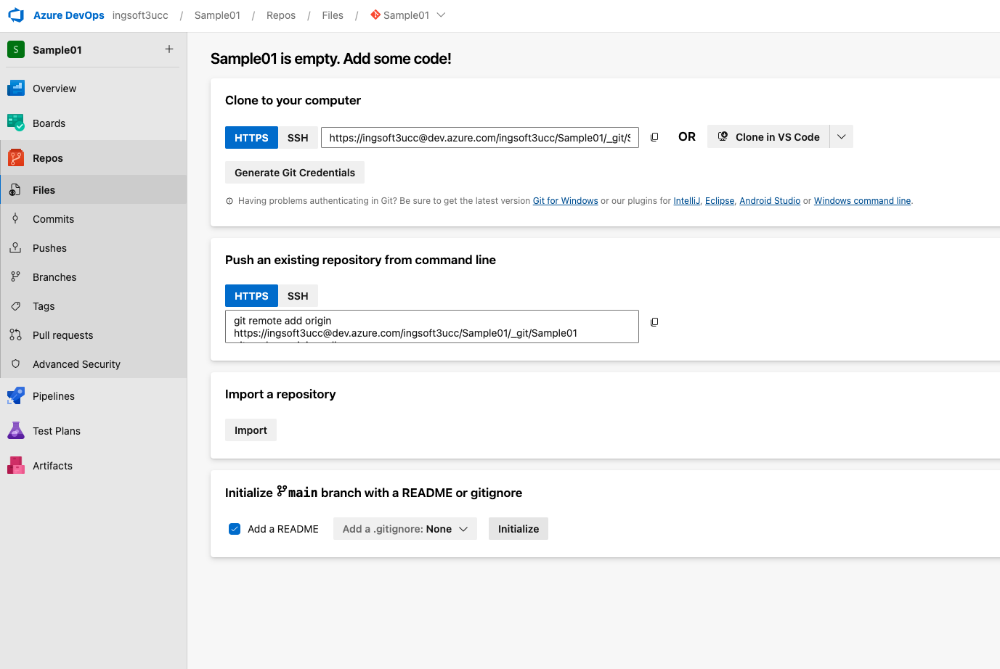 Azure DevOps ingsoft3ucc / Sample01 / Repos / Files / Sample01
S Sample01
Overview
Boards
Repos
Files
Commits
Pushes
Branches
Tags
Pull requests
Advanced Security
Pipelines
Test Plans
Artifacts
Sample01 is empty. Add some code!
Clone to your computer
HTTPS SSH https://ingsoft3ucc@dev.azure.com/ingsoft3ucc/Sample01/_git/S OR Clone in VS Code
Generate Git Credentials
Having problems authenticating in Git? Be sure to get the latest version Git for Windows or our plugins for IntelliJ, Eclipse, Android Studio or Windows command line.
Push an existing repository from command line
HTTPS SSH
git remote add origin
https://ingsoft3ucc@dev.azure.com/ingsoft3ucc/Sample01/_git/Sample01
Import a repository
Import
Initialize main branch with a README or gitignore
Add a README Add a .gitignore: None Initialize